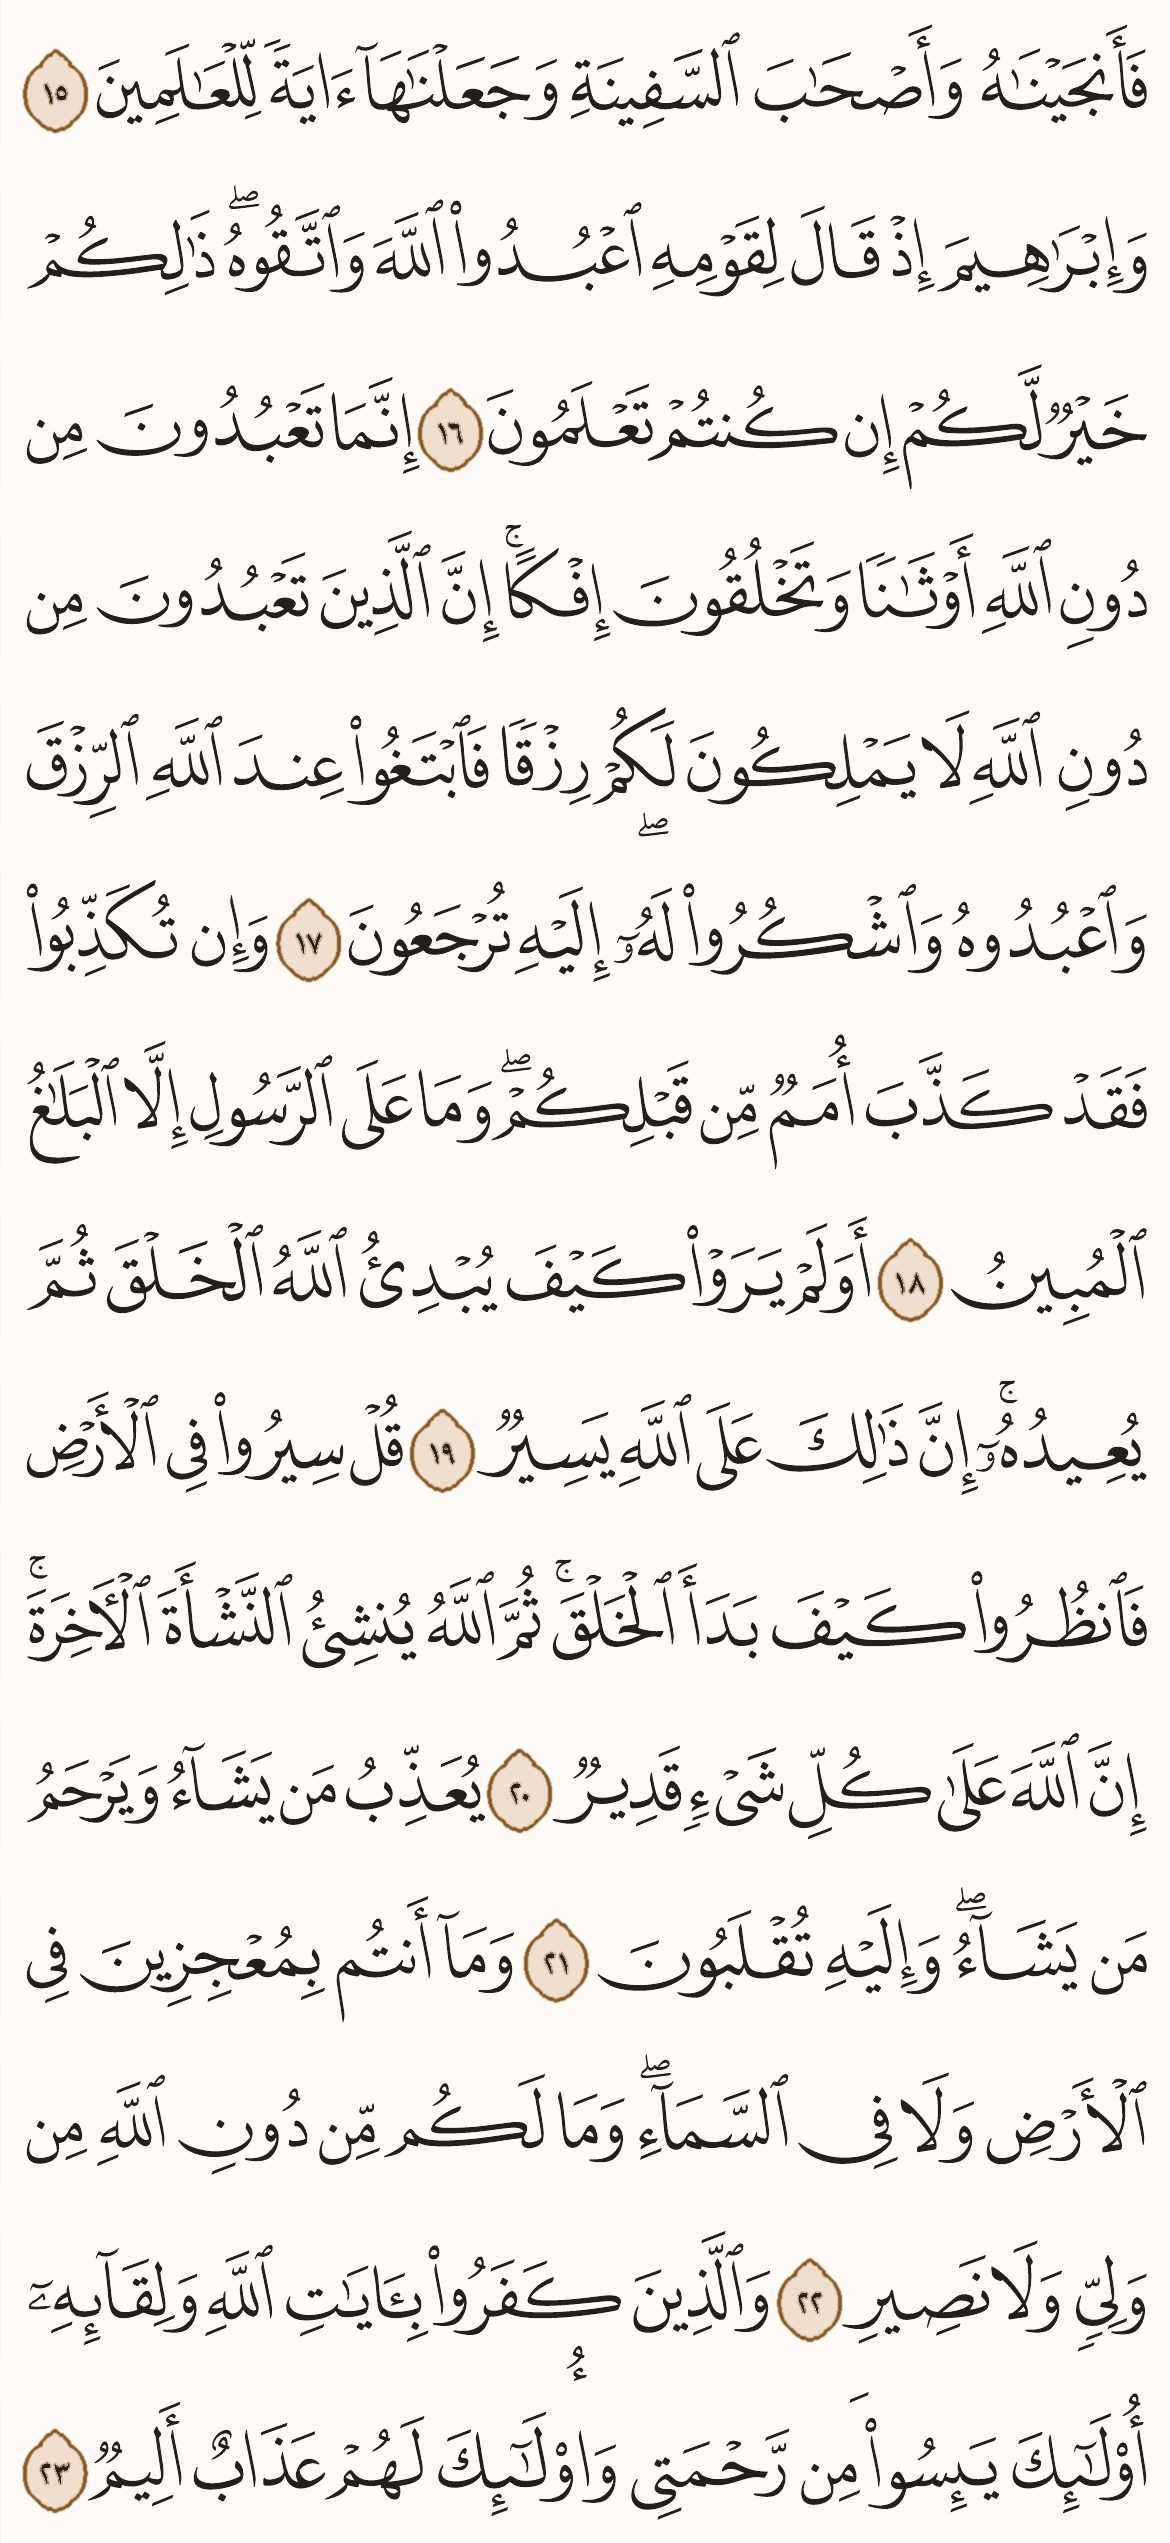 فَأَنجَيْنَٰهُ وَأَصْحَٰبَ ٱلسَّفِينَةِ وَجَعَلْنَٰهَآ ءَايَةً لِّلْعَٰلَمِينَ ١٥
وَإِبْرَٰهِيمَ إِذْ قَالَ لِقَوْمِهِ ٱعْبُدُوا۟ ٱللَّهَ وَٱتَّقُوهُ ۖ ذَٰلِكُمْ
خَيْرٌ لَّكُمْ إِن كُنتُمْ تَعْلَمُونَ ١٦ إِنَّمَا تَعْبُدُونَ مِن
دُونِ ٱللَّهِ أَوْثَٰنًا وَتَخْلُقُونَ إِفْكًا ۚ إِنَّ ٱلَّذِينَ تَعْبُدُونَ مِن
دُونِ ٱللَّهِ لَا يَمْلِكُونَ لَكُمْ رِزْقًا فَٱبْتَغُوا۟ عِندَ ٱللَّهِ ٱلرِّزْقَ
وَٱعْبُدُوهُ وَٱشْكُرُوا۟ لَهُۥٓ ۖ إِلَيْهِ تُرْجَعُونَ ١٧ وَإِن تُكَذِّبُوا۟
فَقَدْ كَذَّبَ أُمَمٌ مِّن قَبْلِكُمْ ۖ وَمَا عَلَى ٱلرَّسُولِ إِلَّا ٱلْبَلَٰغُ
ٱلْمُبِينُ ١٨ أَوَلَمْ يَرَوْا۟ كَيْفَ يُبْدِئُ ٱللَّهُ ٱلْخَلْقَ ثُمَّ
يُعِيدُهُۥٓ ۚ إِنَّ ذَٰلِكَ عَلَى ٱللَّهِ يَسِيرٌ ١٩ قُلْ سِيرُوا۟ فِى ٱلْأَرْضِ
فَٱنظُرُوا۟ كَيْفَ بَدَأَ ٱلْخَلْقَ ۚ ثُمَّ ٱللَّهُ يُنشِئُ ٱلنَّشْأَةَ ٱلْءَاخِرَةَ ۚ
إِنَّ ٱللَّهَ عَلَىٰ كُلِّ شَىْءٍ قَدِيرٌ ٢٠ يُعَذِّبُ مَن يَشَآءُ وَيَرْحَمُ
مَن يَشَآءُ ۖ وَإِلَيْهِ تُقْلَبُونَ ٢١ وَمَآ أَنتُم بِمُعْجِزِينَ فِى
ٱلْأَرْضِ وَلَا فِى ٱلسَّمَآءِ ۖ وَمَا لَكُم مِّن دُونِ ٱللَّهِ مِن
وَلِىٍّ وَلَا نَصِيرٍ ٢٢ وَٱلَّذِينَ كَفَرُوا۟ بِـَٔايَٰتِ ٱللَّهِ وَلِقَآئِهِۦٓ
أُو۟لَٰٓئِكَ يَئِسُوا۟ مِن رَّحْمَتِى وَأُو۟لَٰٓئِكَ لَهُمْ عَذَابٌ أَلِيمٌ ٢٣